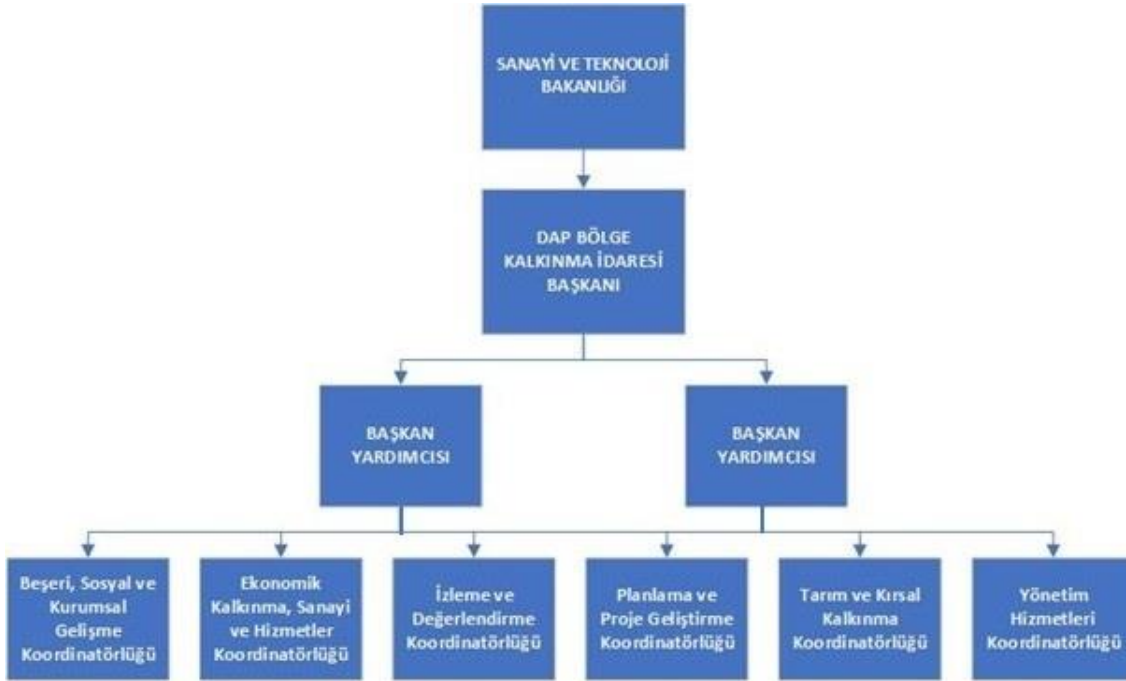 SANAYİ VE TEKNOLOJİ
BAKANLIĞI
DAP BÖLGE
KALKINMA İDARESİ
BAŞKANI
BAŞKAN
YARDIMCISI
BAŞKAN
YARDIMCISI
Beşeri, Sosyal ve
Kurumsal
Gelişme
Koordinatörlüğü
Ekonomik
Kalkınma, Sanayi
ve Hizmetler
Koordinatörlüğü
İzleme ve
Değerlendirme
Koordinatörlüğü
Planlama ve
Proje Geliştirme
Koordinatörlüğü
Tarım ve Kırsal
Kalkınma
Koordinatörlüğü
Yönetim
Hizmetleri
Koordinatörlüğü